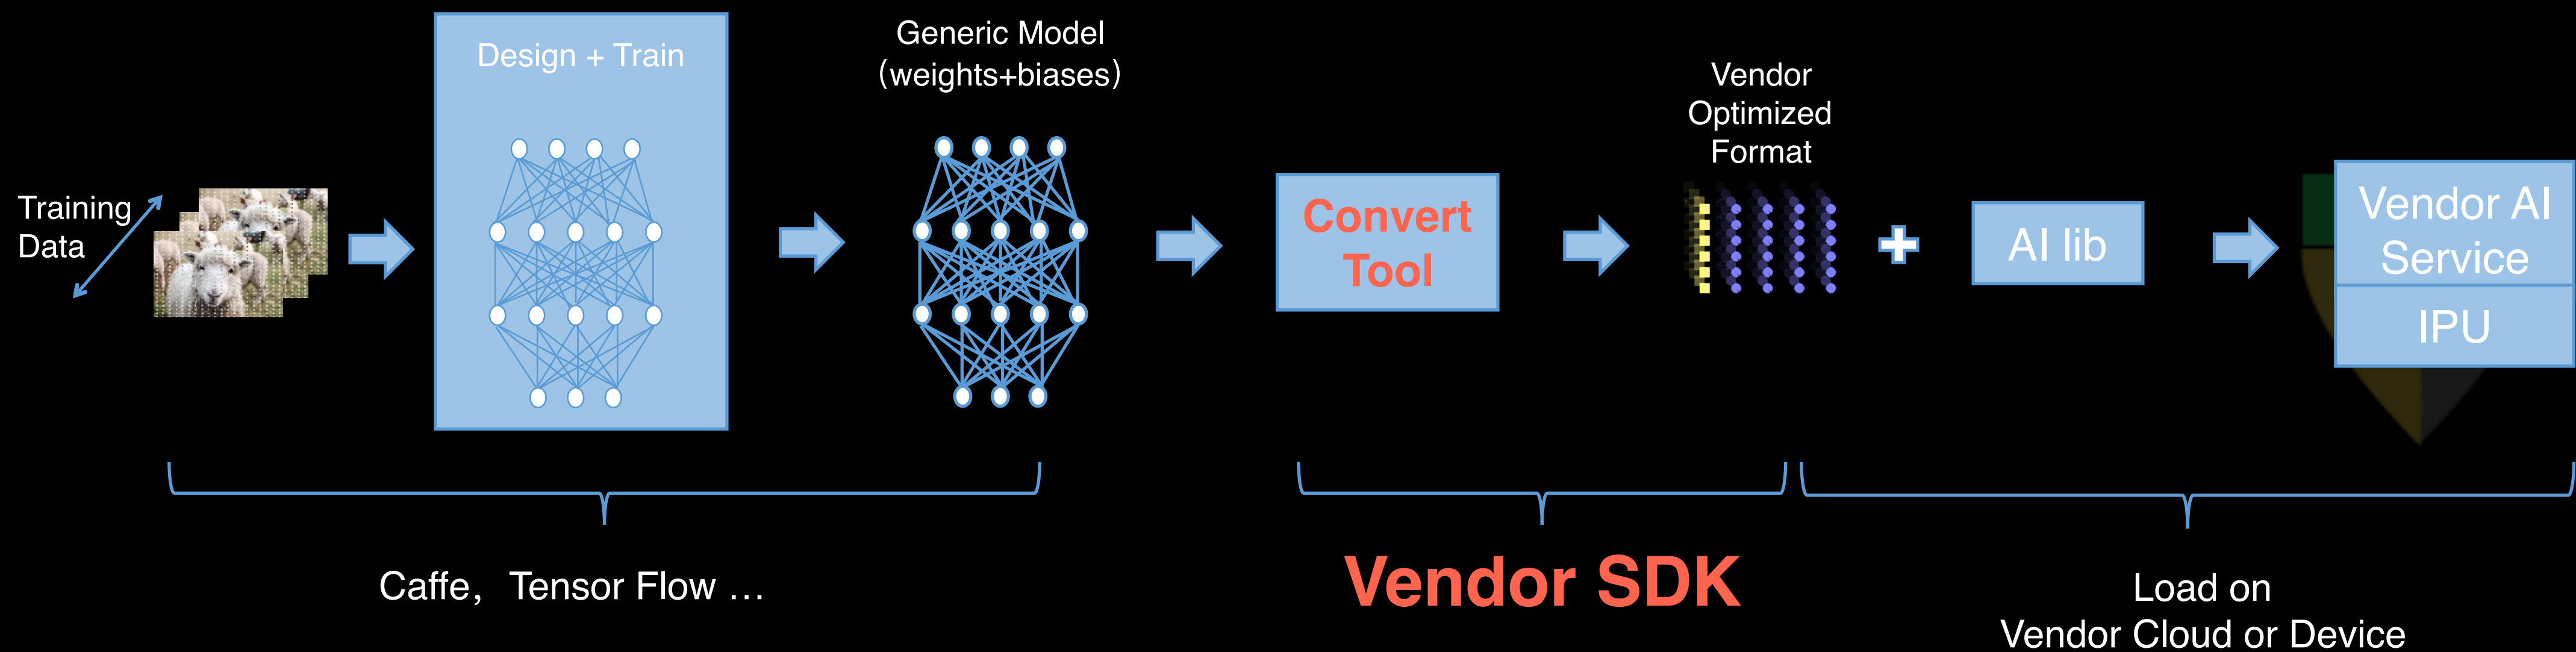 Training
Data
Design + Train
Generic Model
(weights+biases)
Convert
Tool
Vendor
Optimized
Format
AI lib
Vendor AI
Service
IPU
Caffe, Tensor Flow ...
Vendor SDK
Load on
Vendor Cloud or Device